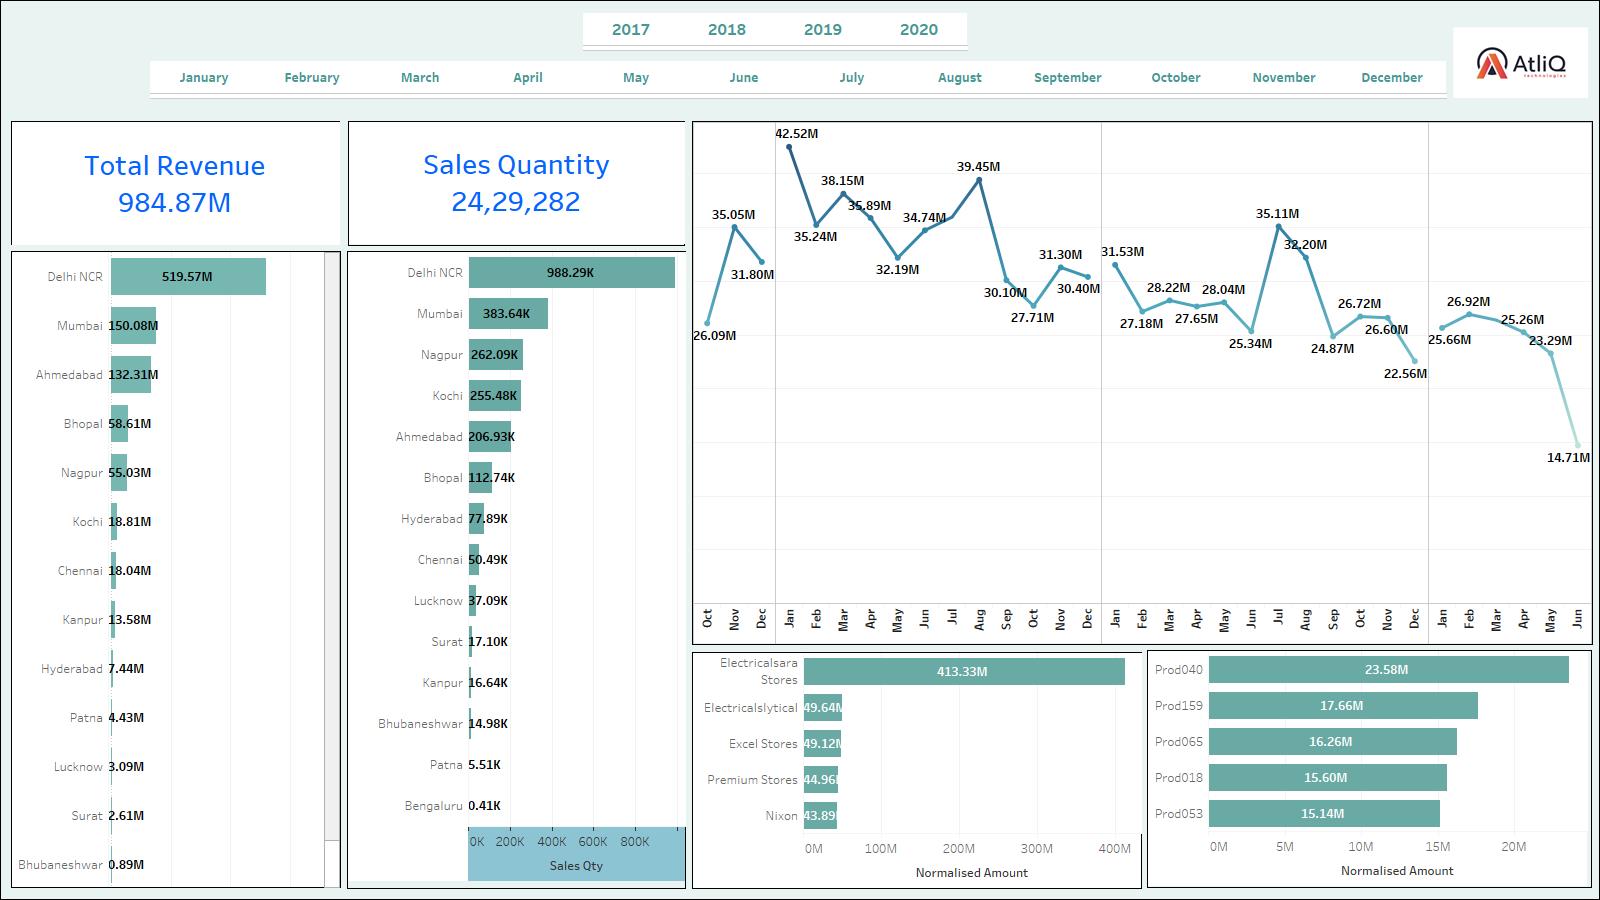 2017 2018 2019 2020
January February March April May June July August September October November December
AtliQ
technologies
Total Revenue
984.87M
Sales Quantity
24,29,282
Delhi NCR 519.57M
Mumbai 150.08M
Ahmedabad 132.31M
Bhopal 58.61M
Nagpur 55.03M
Kochi 18.81M
Chennai 18.04M
Kanpur 13.58M
Hyderabad 7.44M
Patna 4.43M
Lucknow 3.09M
Surat 2.61M
Bhubaneshwar 0.89M
Delhi NCR 988.29K
Mumbai 383.64K
Nagpur 262.09K
Kochi 255.48K
Ahmedabad 206.93K
Bhopal 112.74K
Hyderabad 77.89K
Chennai 50.49K
Lucknow 37.09K
Surat 17.10K
Kanpur 16.64K
Bhubaneshwar 14.98K
Patna 5.51K
Bengaluru 0.41K
0K 200K 400K 600K 800K
Sales Qty
26.09M 35.05M 31.80M
42.52M 35.24M 38.15M 35.89M 32.19M 34.74M 39.45M 30.10M 27.71M 31.30M 30.40M
31.53M 27.18M 28.22M 27.65M 28.04M 25.34M 35.11M 32.20M 24.87M 26.72M 26.60M 22.56M
25.66M 26.92M 25.26M 23.29M 14.71M
Oct Nov Dec Jan Feb Mar Apr May Jun Jul Aug Sep Oct Nov Dec Jan Feb Mar Apr May Jun Jul Aug Sep Oct Nov Dec Jan Feb Mar Apr May Jun
Electricalsara
Stores 413.33M
Electricalslytical 49.64M
Excel Stores 49.12M
Premium Stores 44.96M
Nixon 43.89M
0M 100M 200M 300M 400M
Normalised Amount
Prod040 23.58M
Prod159 17.66M
Prod065 16.26M
Prod018 15.60M
Prod053 15.14M
0M 5M 10M 15M 20M
Normalised Amount